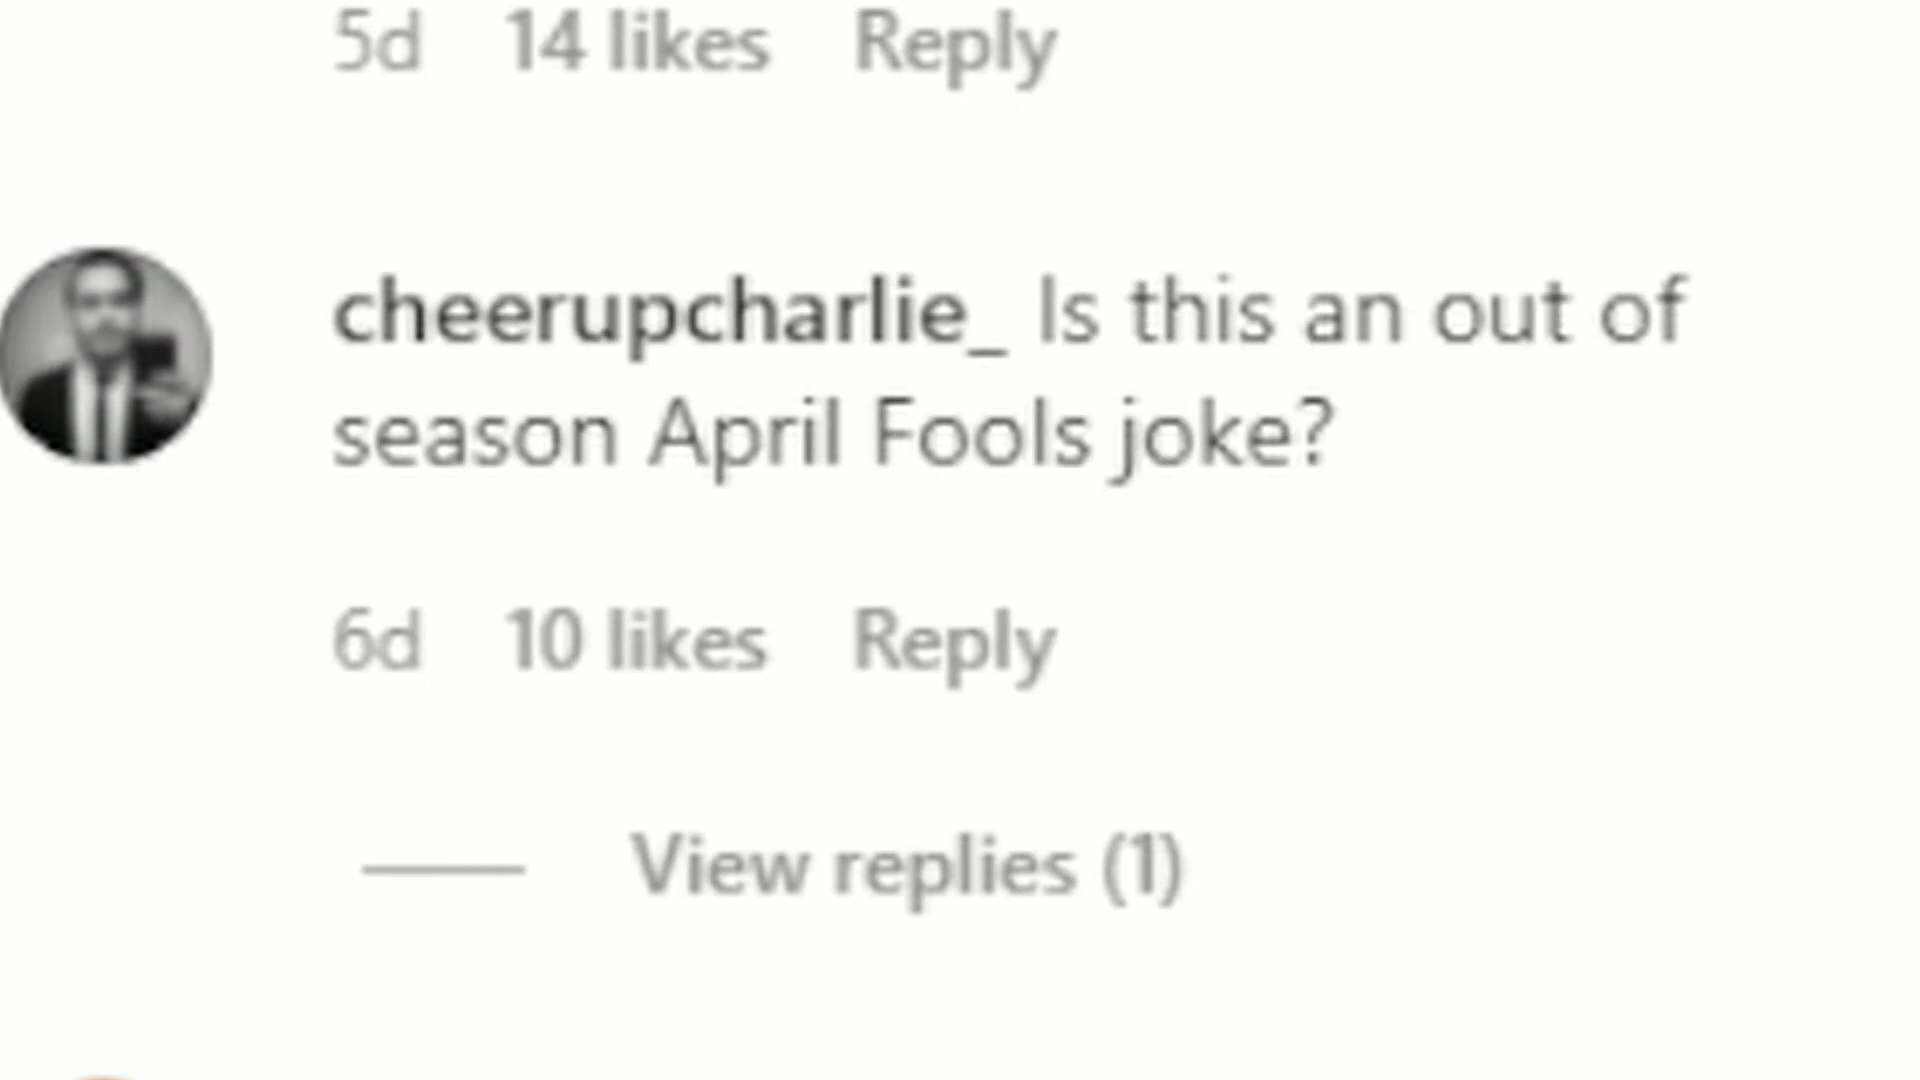 5d 14 likes Reply
cheerupcharlie_ Is this an out of
season April Fools joke?
6d 10 likes Reply
View replies (1)